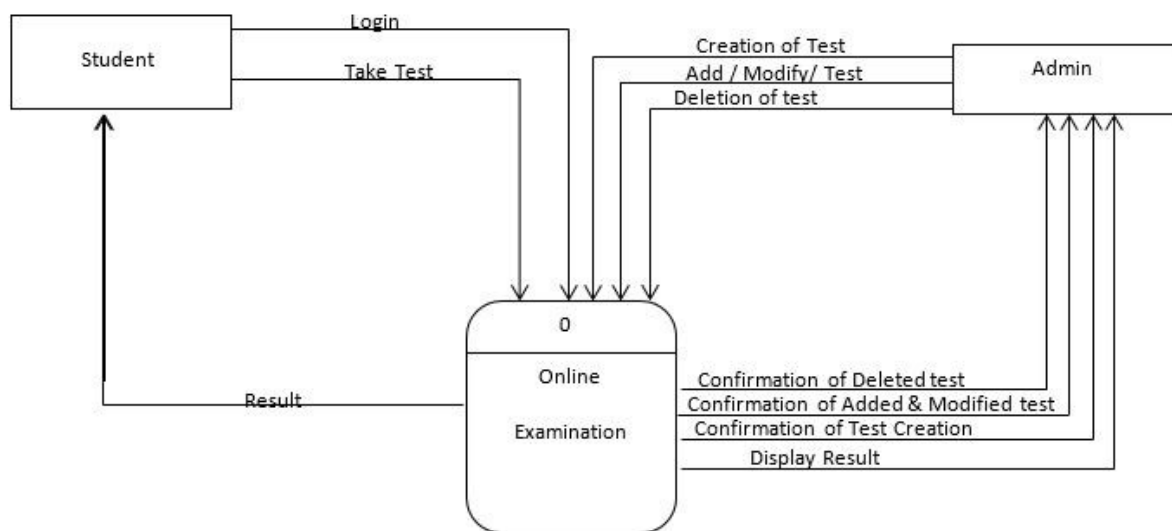 Login
Student
Take Test
Creation of Test
Add / Modify/ Test
Deletion of test
Admin
0
Online
Examination
Result
Confirmation of Deleted test
Confirmation of Added & Modified test
Confirmation of Test Creation
Display Result